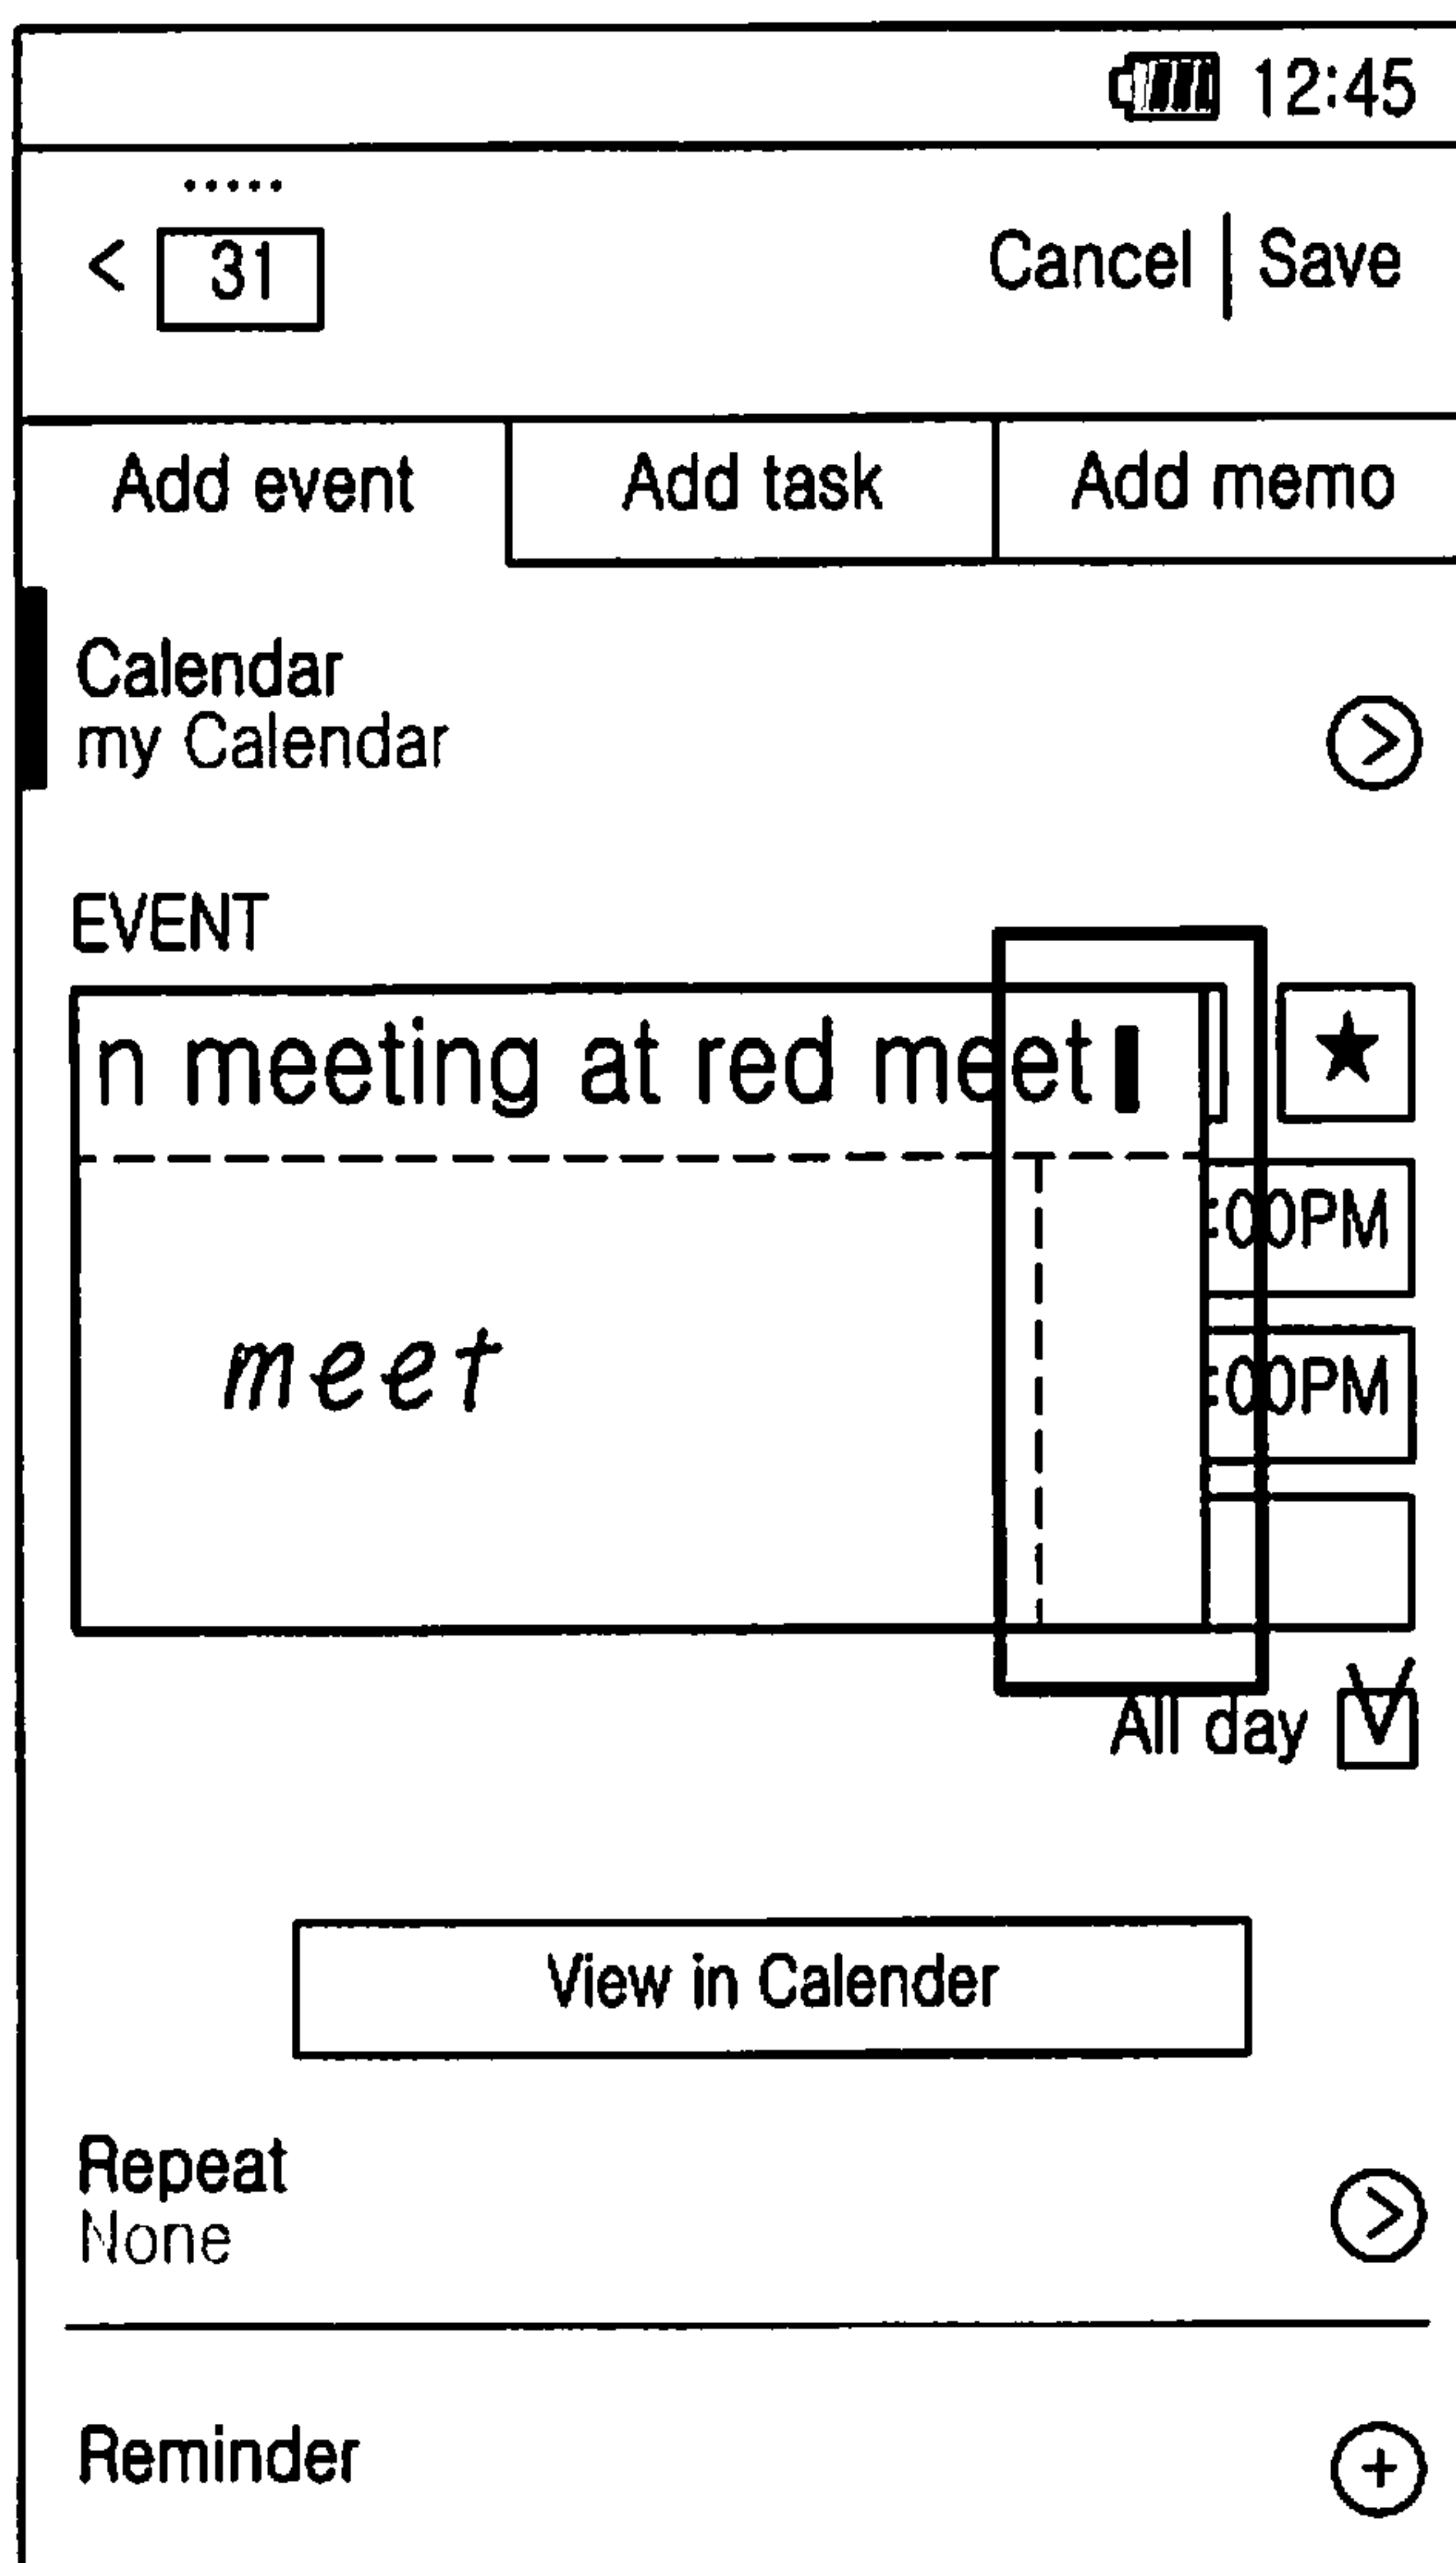 12:45
< 31 Cancel | Save
Add event Add task Add memo
Calendar
my Calendar
EVENT
n meeting at red meet
:00PM
meet
:00PM
All day
View in Calender
Repeat
None
Reminder